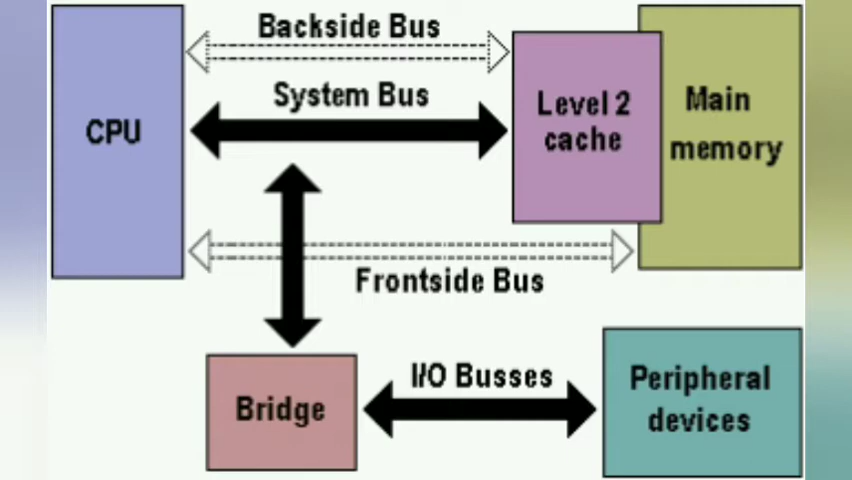 Backside Bus
System Bus
CPU
Level 2
cache
Main
memory
Frontside Bus
Bridge
I/O Busses
Peripheral
devices